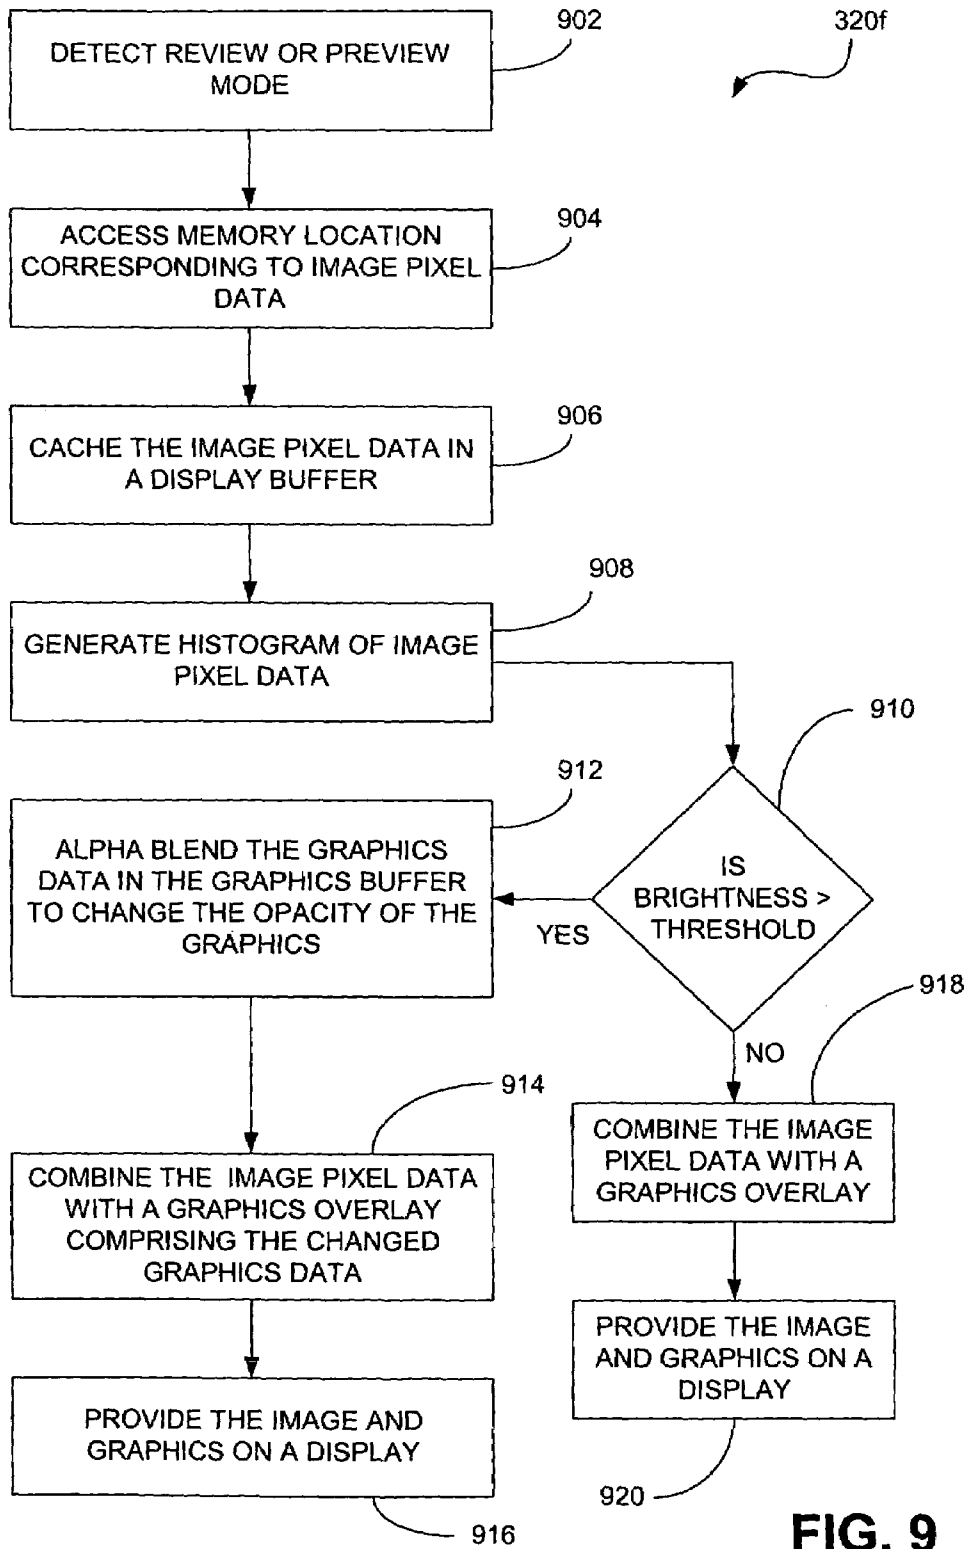 902
320f
DETECT REVIEW OR PREVIEW
MODE
904
ACCESS MEMORY LOCATION
CORRESPONDING TO IMAGE PIXEL
DATA
906
CACHE THE IMAGE PIXEL DATA IN
A DISPLAY BUFFER
908
GENERATE HISTOGRAM OF IMAGE
PIXEL DATA
910
IS
BRIGHTNESS >
THRESHOLD
YES
912
ALPHA BLEND THE GRAPHICS
DATA IN THE GRAPHICS BUFFER
TO CHANGE THE OPACITY OF THE
GRAPHICS
914
COMBINE THE IMAGE PIXEL DATA
WITH A GRAPHICS OVERLAY
COMPRISING THE CHANGED
GRAPHICS DATA
PROVIDE THE IMAGE AND
GRAPHICS ON A DISPLAY
916
NO
918
COMBINE THE IMAGE
PIXEL DATA WITH A
GRAPHICS OVERLAY
PROVIDE THE IMAGE
AND GRAPHICS ON A
DISPLAY
920
FIG. 9